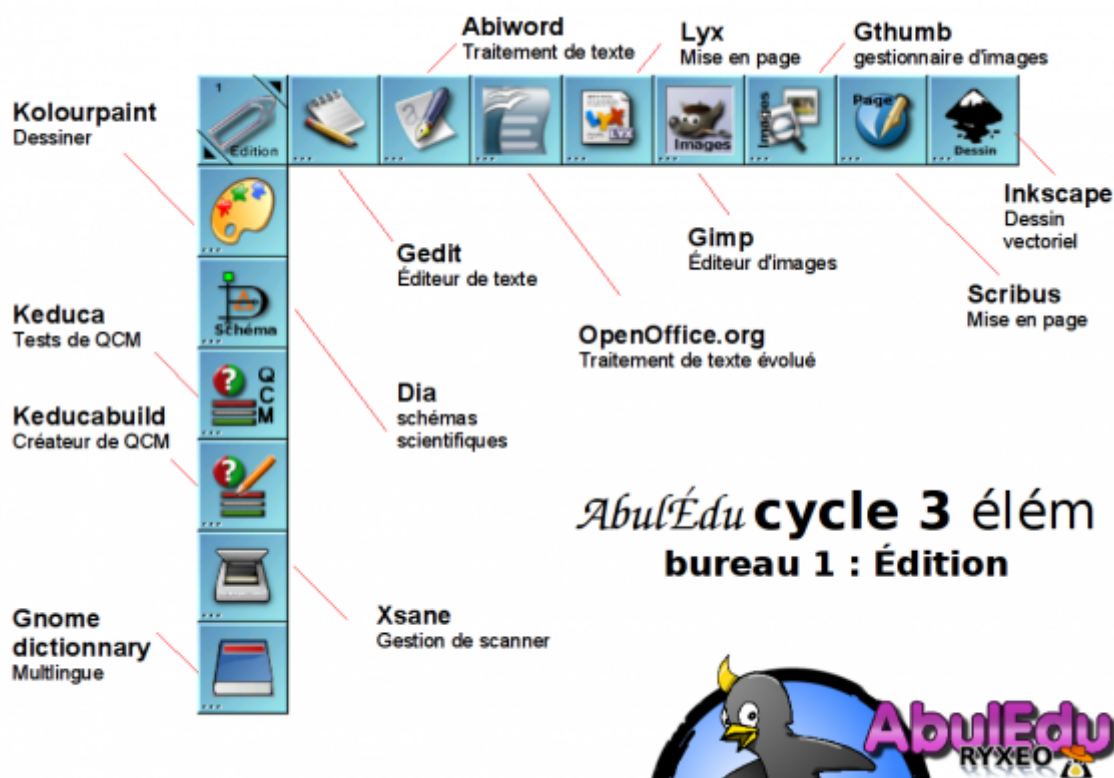 Abiword
Traitement de texte
Lyx
Mise en page
Gthumb
gestionnaire d'images
Kolourpaint
Dessiner
1
Édition
LYX
Images
Images
Page
Dessin
Inkscape
Dessin
vectoriel
Gedit
Éditeur de texte
Gimp
Éditeur d'images
Scribus
Mise en page
Schéma
Keduca
Tests de QCM
OpenOffice.org
Traitement de texte évolué
QCM
Dia
schémas
scientifiques
Keducabuild
Créateur de QCM
AbulÉdu cycle 3 élém
bureau 1 : Édition
Gnome
dictionnary
Multlingue
Xsane
Gestion de scanner
AbulEdu
RYXEO